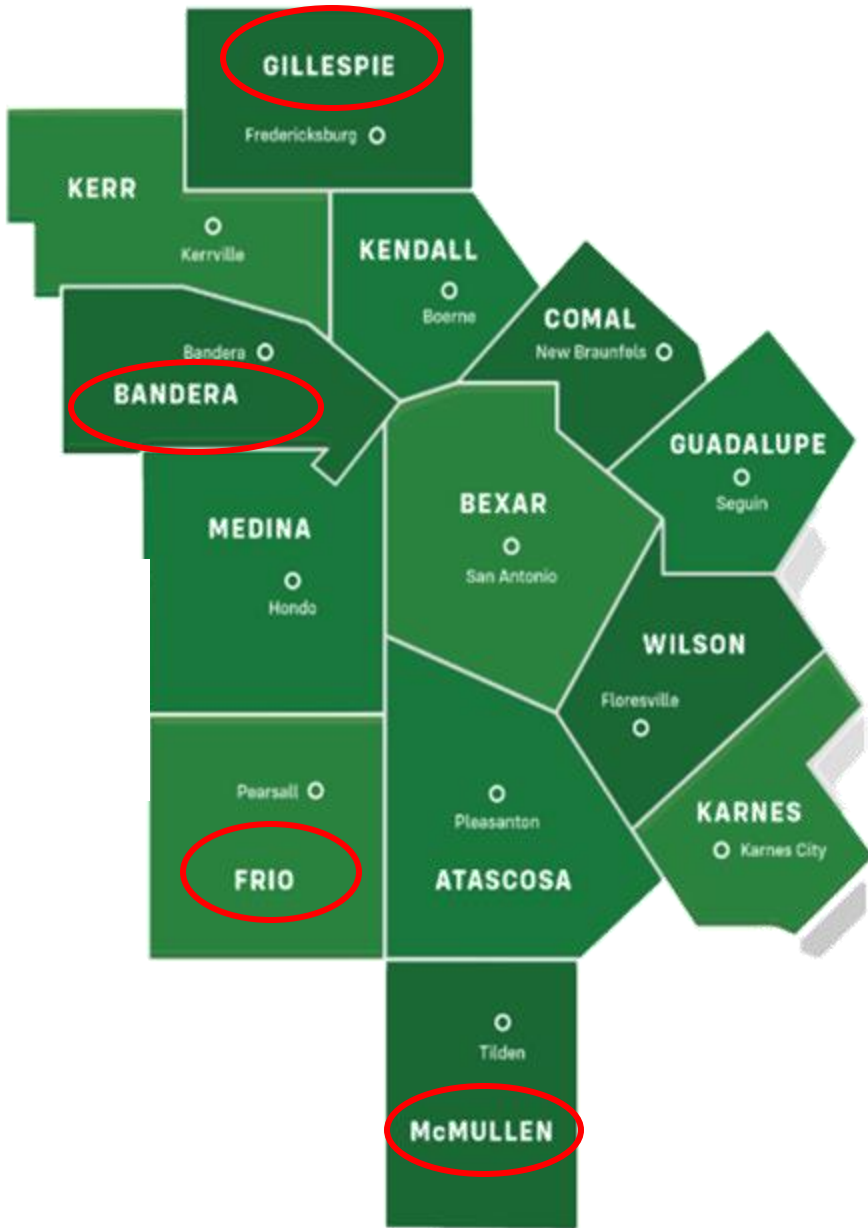 GILLESPIE
Fredericksburg
KERR
Kerrville
KENDALL
Boerne
COMAL
New Braunfels
Bandera
BANDERA
GUADALUPE
Seguin
MEDINA
Hondo
BEXAR
San Antonio
WILSON
Floresville
Pearsall
FRIO
Pleasanton
ATASCOSA
KARNES
Karnes City
Tilden
McMULLEN